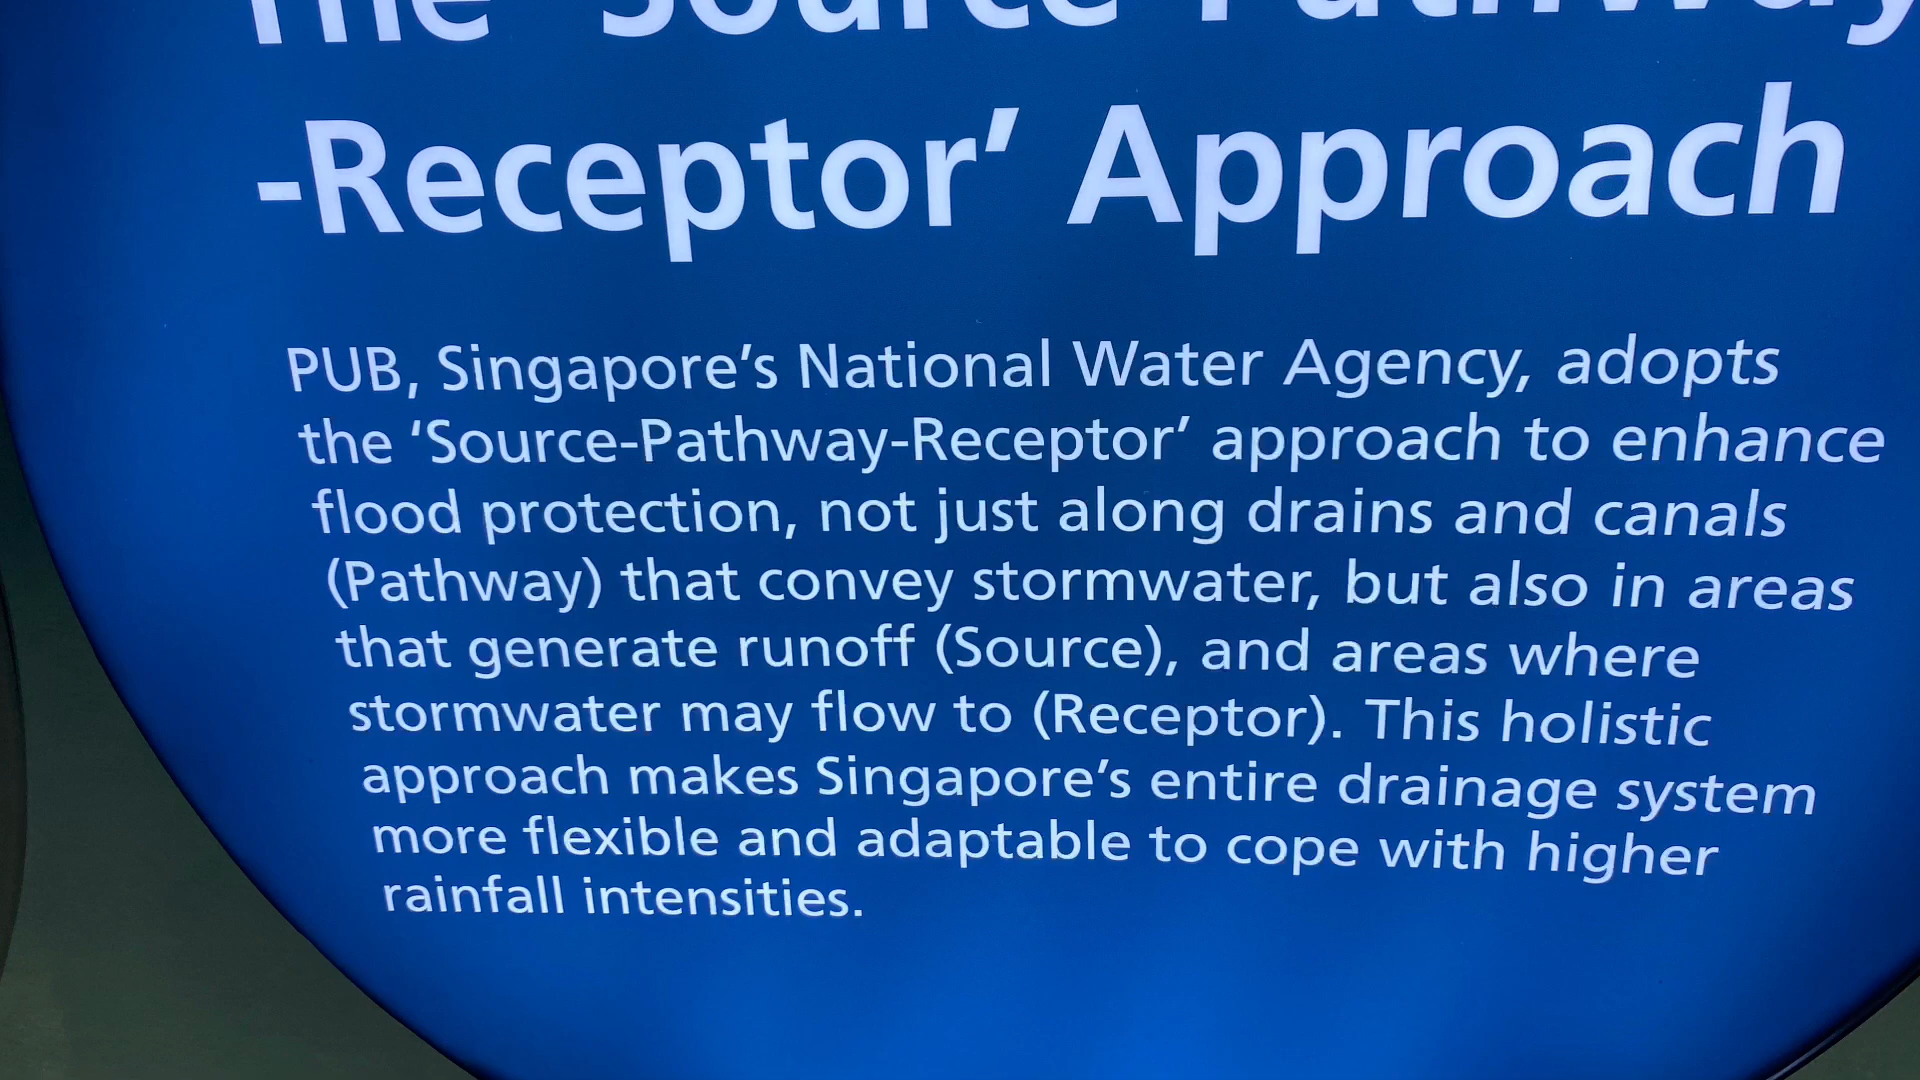 The ‘Source-Pathway
-Receptor’ Approach
PUB, Singapore’s National Water Agency, adopts
the ‘Source-Pathway-Receptor’ approach to enhance
flood protection, not just along drains and canals
(Pathway) that convey stormwater, but also in areas
that generate runoff (Source), and areas where
stormwater may flow to (Receptor). This holistic
approach makes Singapore’s entire drainage system
more flexible and adaptable to cope with higher
rainfall intensities.